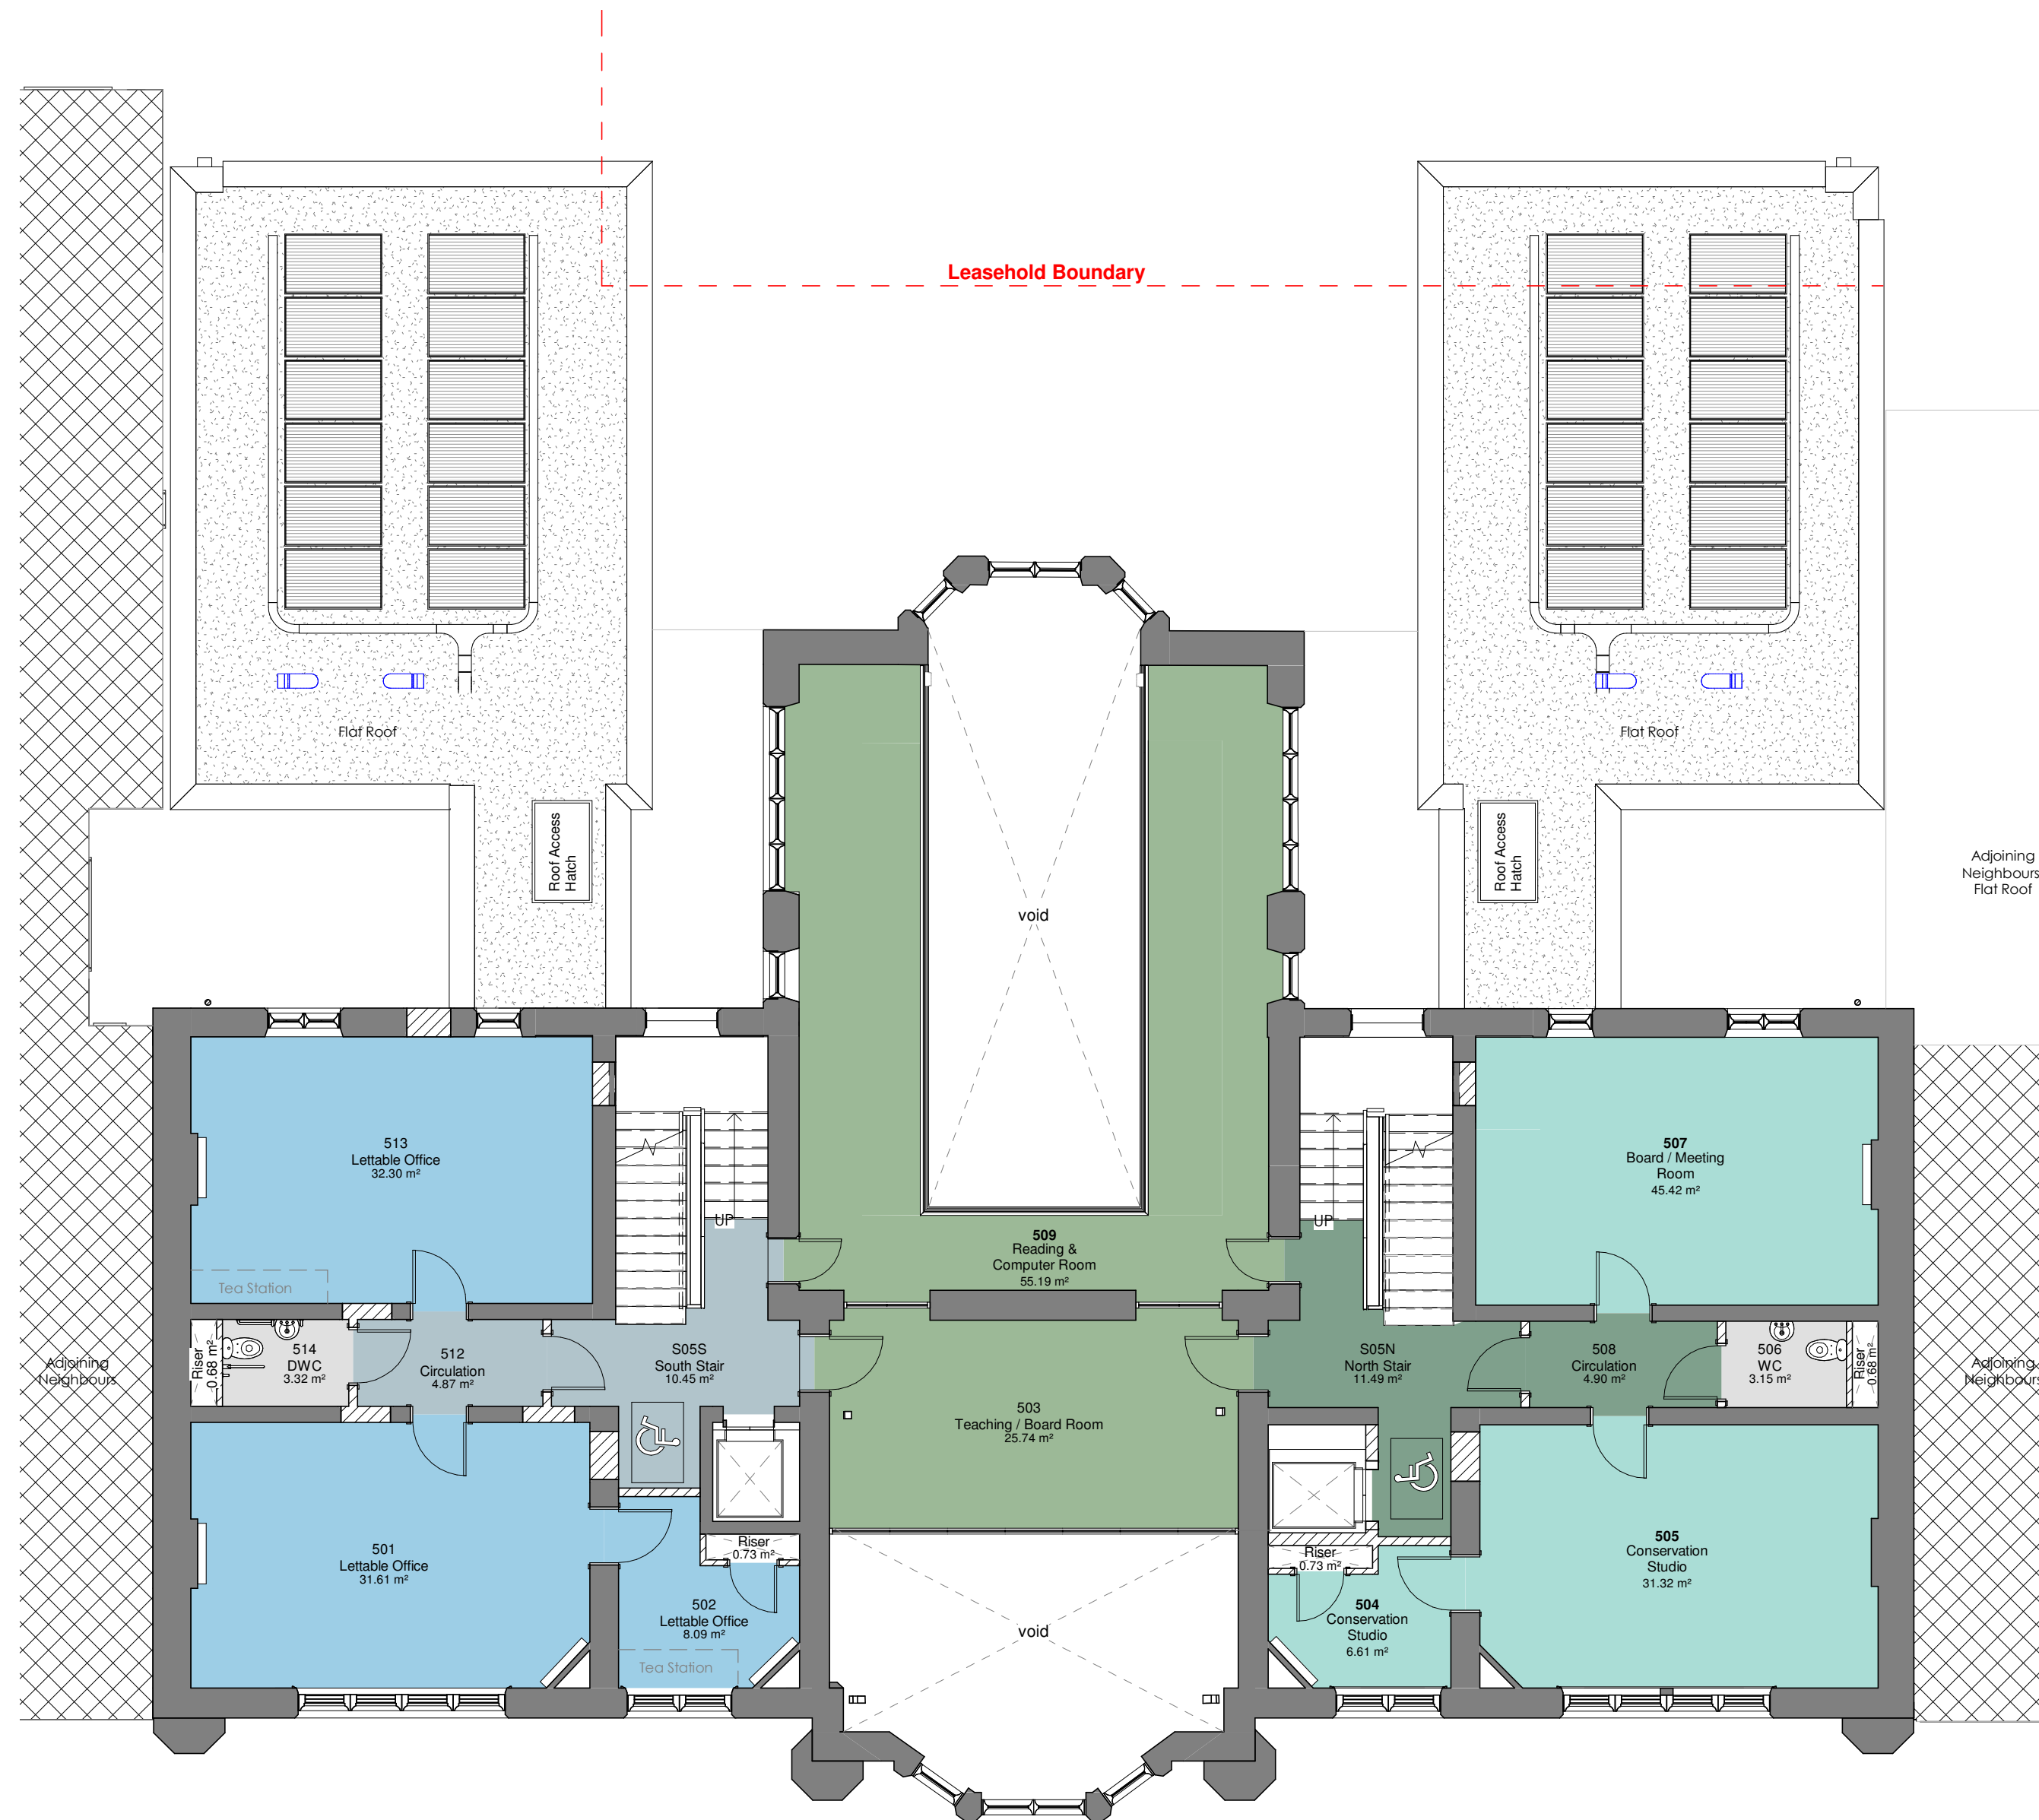 Leasehold Boundary
Flat Roof
Flat Roof
Roof Access
Hatch
Roof Access
Hatch
Adjoining
Neighbours
Flat Roof
void
513
Lettable Office
32.30 m²
Tea Station
UP
509
Reading &
Computer Room
55.19 m²
UP
507
Board / Meeting
Room
45.42 m²
Adjoining
Neighbours
Riser
0.68 m²
514
DWC
3.32 m²
512
Circulation
4.87 m²
S05S
South Stair
10.45 m²
503
Teaching / Board Room
25.74 m²
S05N
North Stair
11.49 m²
508
Circulation
4.90 m²
506
WC
3.15 m²
Riser
0.68 m²
Adjoining
Neighbours
501
Lettable Office
31.61 m²
Riser
0.73 m²
502
Lettable Office
8.09 m²
Tea Station
void
Riser
0.73 m²
504
Conservation
Studio
6.61 m²
505
Conservation
Studio
31.32 m²